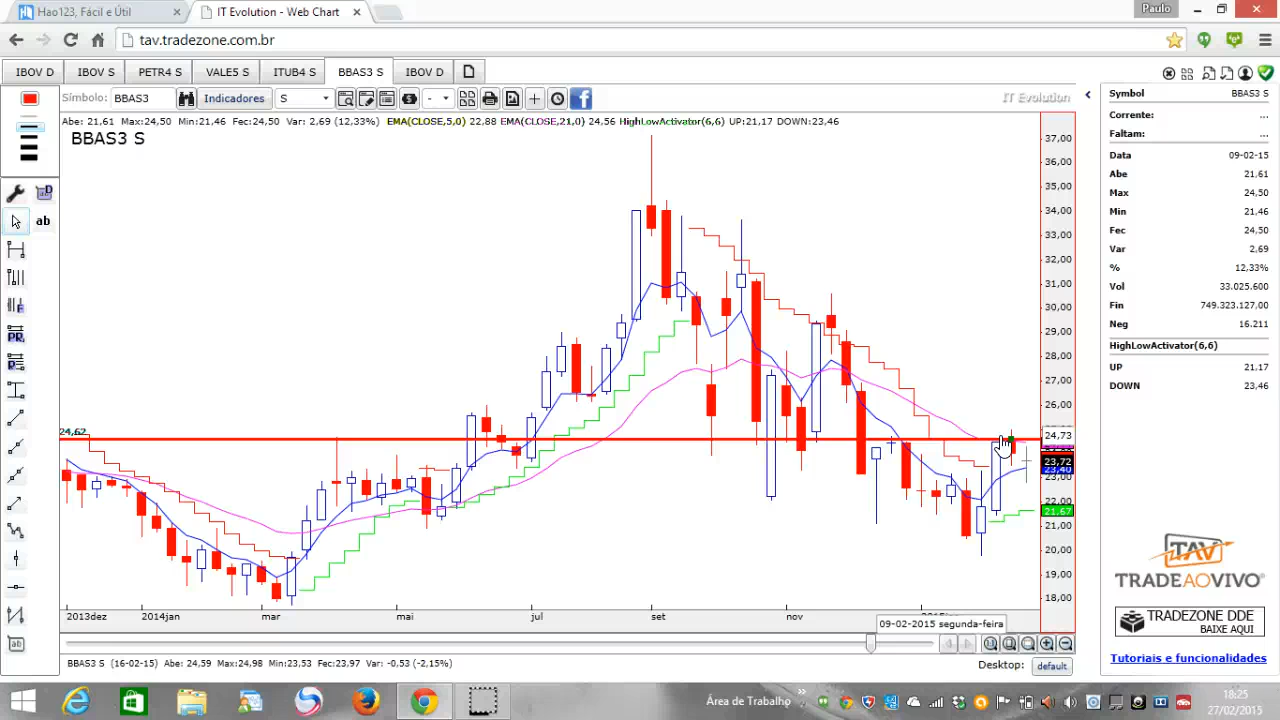 Hao123, Fácil é Útil
IT Evolution - Web Chart
Paulo
tav.tradezone.com.br
IBOV D
IBOV S
PETR4 S
VALE5 S
ITUB4 S
BBAS3 S
IBOV D
Símbolo: BBAS3
Indicadores
S
-
IT Evolution
Abe: 21,61 Max: 24,50 Min: 21,46 Fec: 24,50 Var: 2,69 (12,33%) EMA(CLOSE,5,0) 22,88 EMA(CLOSE,21,0) 24,56 HighLowActivator(6,6) UP:21,17 DOWN:23,46
BBAS3 S
ab
24,62
37,00
36,00
35,00
34,00
33,00
32,00
31,00
30,00
29,00
28,00
27,00
26,00
25,00
24,73
23,72
23,40
23,00
22,00
21,67
21,00
20,00
19,00
18,00
2013dez
2014jan
mar
mai
jul
set
nov
09-02-2015 segunda-feira
BBAS3 S (16-02-15) Abe: 24,59 Max:24,98 Min:23,53 Fec:23,97 Var: -0,53 (-2,15%)
Desktop: default
Symbol BBAS3 S
Corrente: ...
Faltam: ...
Data 09-02-15
Abe 21,61
Max 24,50
Min 21,46
Fec 24,50
Var 2,69
% 12,33%
Vol 33.025.600
Fin 749.323.127,00
Neg 16.211
HighLowActivator(6,6)
UP 21,17
DOWN 23,46
TAV
TRADEAOVIVO
TRADEZONE DDE
BAIXE AQUI
Tutoriais e funcionalidades
Área de Trabalho
18:25
27/02/2015